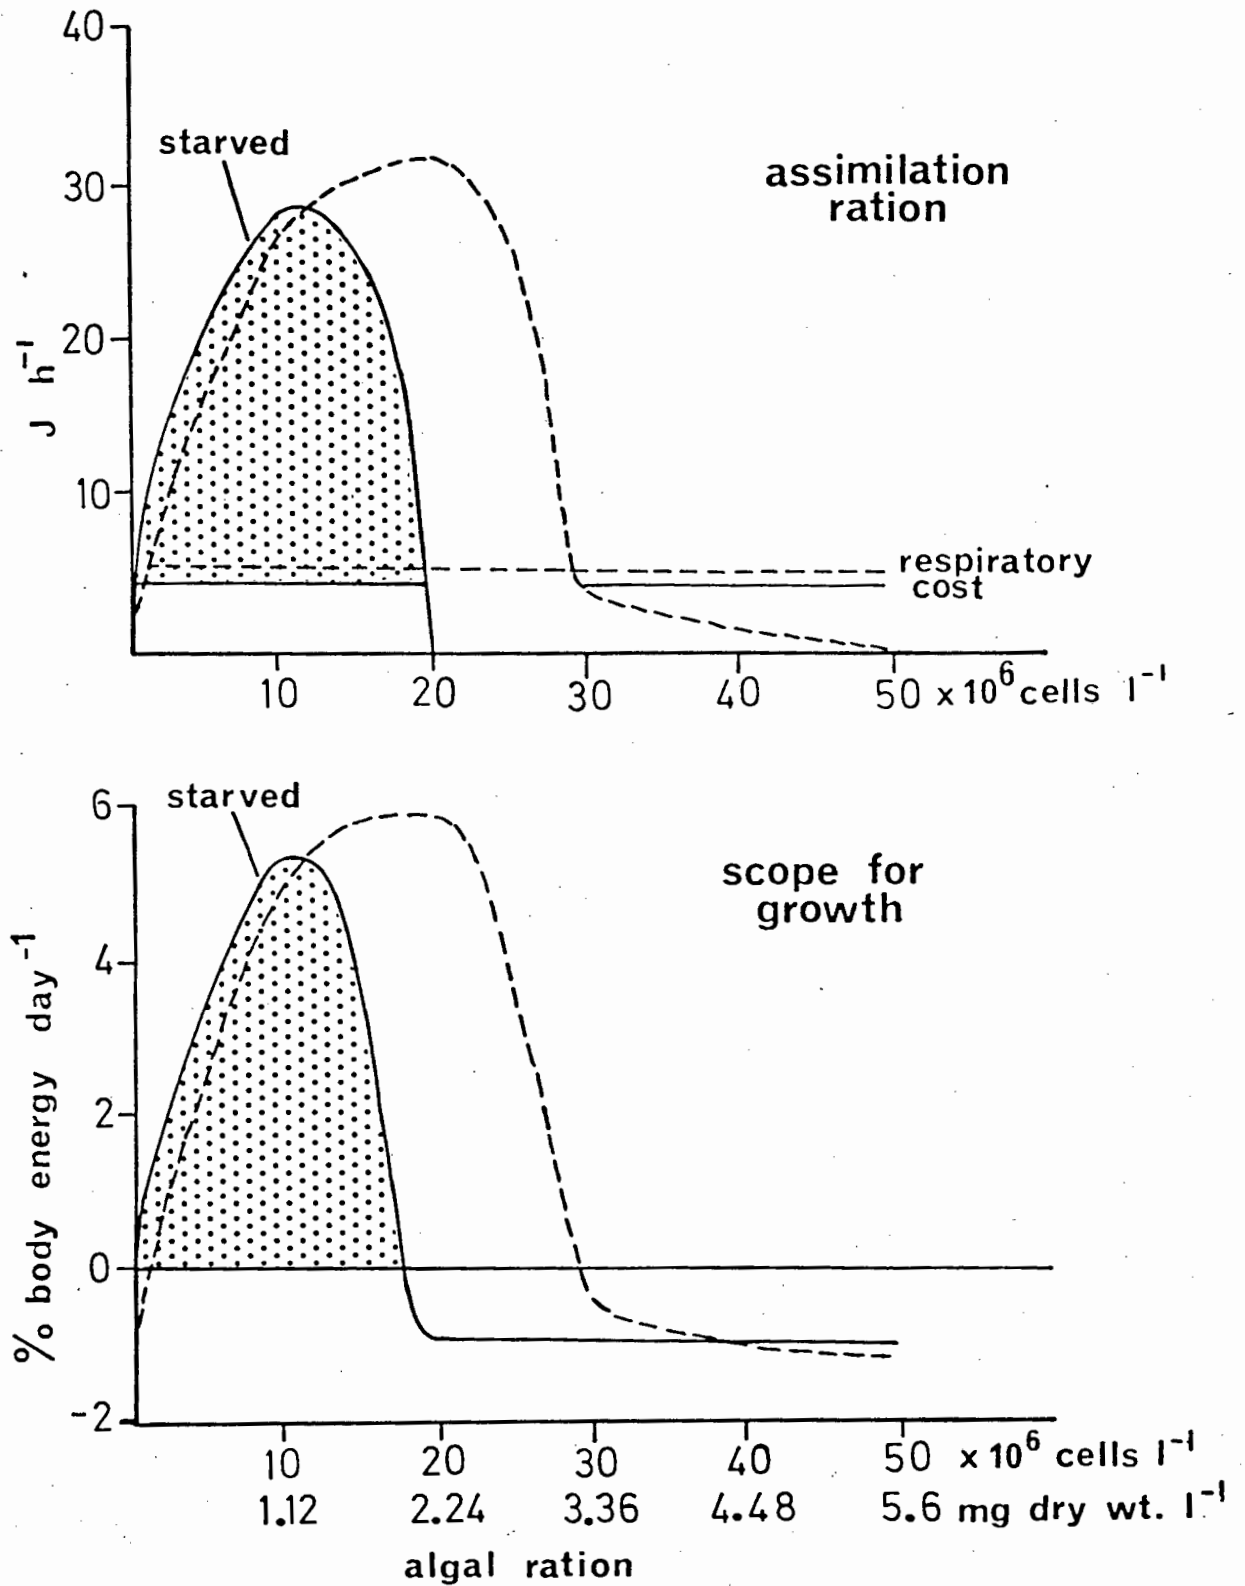 40
starved
assimilation
ration
30
20
J h⁻¹
10
respiratory
cost
10 20 30 40 50 x10⁶ cells l⁻¹
6
starved
scope for
growth
4
% body energy day⁻¹
2
0
-2
10 20 30 40 50 x10⁶ cells l⁻¹
1.12 2.24 3.36 4.48 5.6 mg dry wt. l⁻¹
algal ration